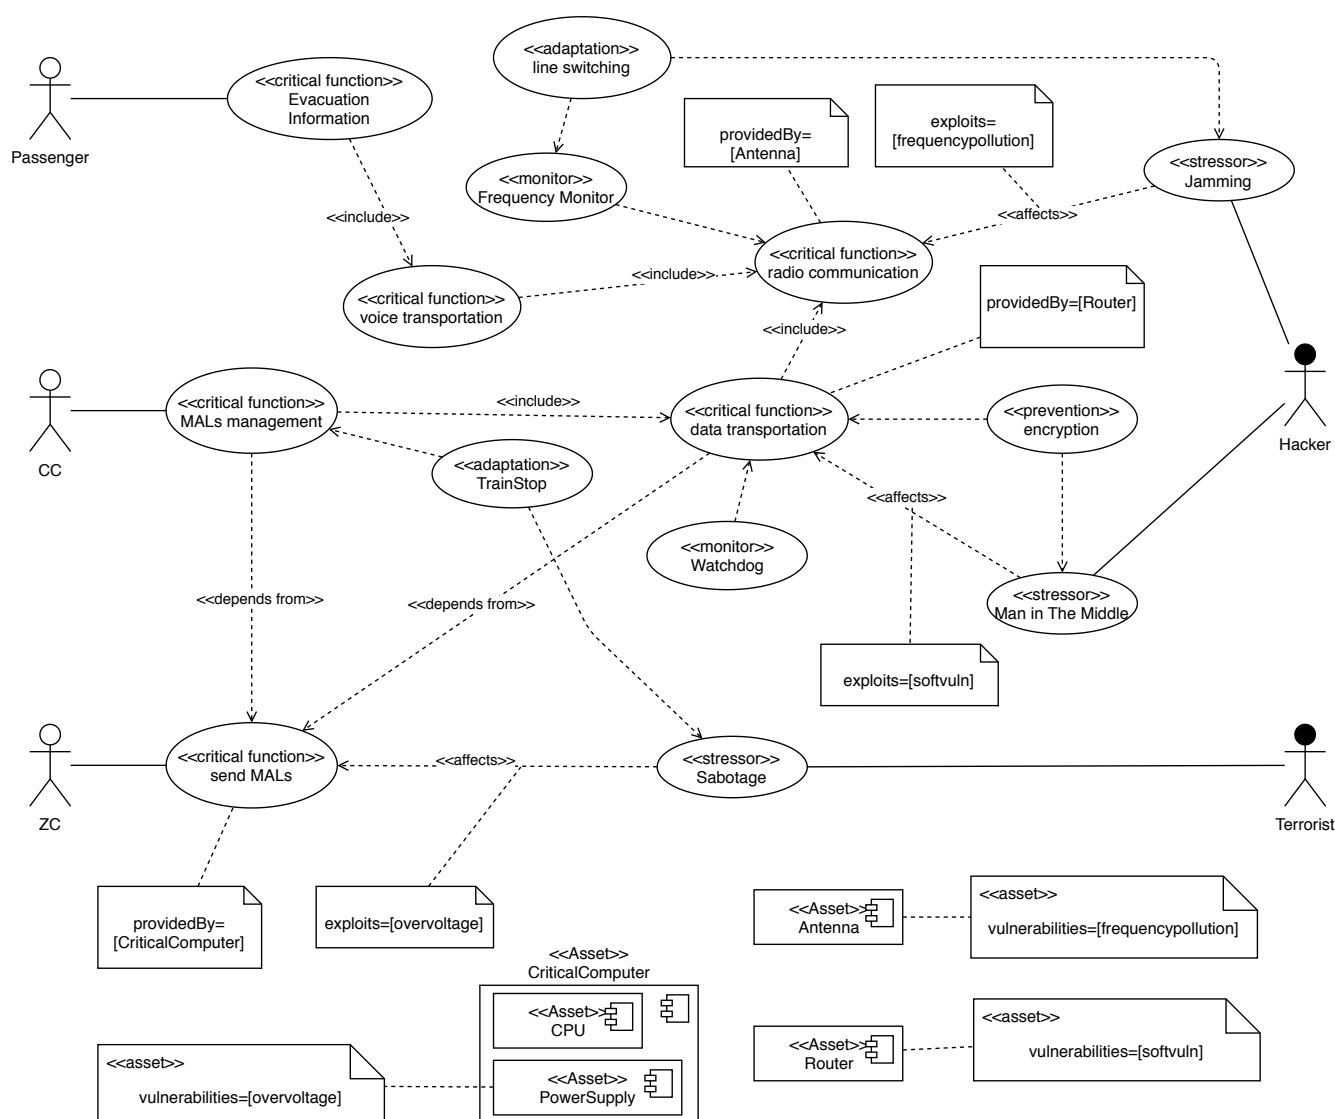 <<adaptation>>
line switching
<<critical function>>
Evacuation
Information
Passenger
providedBy=
[Antenna]
exploits=
[frequencypollution]
<<stressor>>
Jamming
<<monitor>>
Frequency Monitor
<<include>>
<<affects>>
<<critical function>>
radio communication
<<include>>
<<critical function>>
voice transportation
providedBy=[Router]
<<include>>
<<critical function>>
MALs management
<<include>>
<<critical function>>
data transportation
<<prevention>>
encryption
Hacker
CC
<<adaptation>>
TrainStop
<<affects>>
<<monitor>>
Watchdog
<<depends from>>
<<depends from>>
<<stressor>>
Man in The Middle
exploits=[softvuln]
<<critical function>>
send MALs
<<affects>>
<<stressor>>
Sabotage
ZC
Terrorist
providedBy=
[CriticalComputer]
exploits=[overvoltage]
<<Asset>>
Antenna
<<asset>>
vulnerabilities=[frequencypollution]
<<Asset>>
CriticalComputer
<<Asset>>
CPU
<<Asset>>
Router
<<asset>>
vulnerabilities=[softvuln]
<<asset>>
vulnerabilities=[overvoltage]
<<Asset>>
PowerSupply